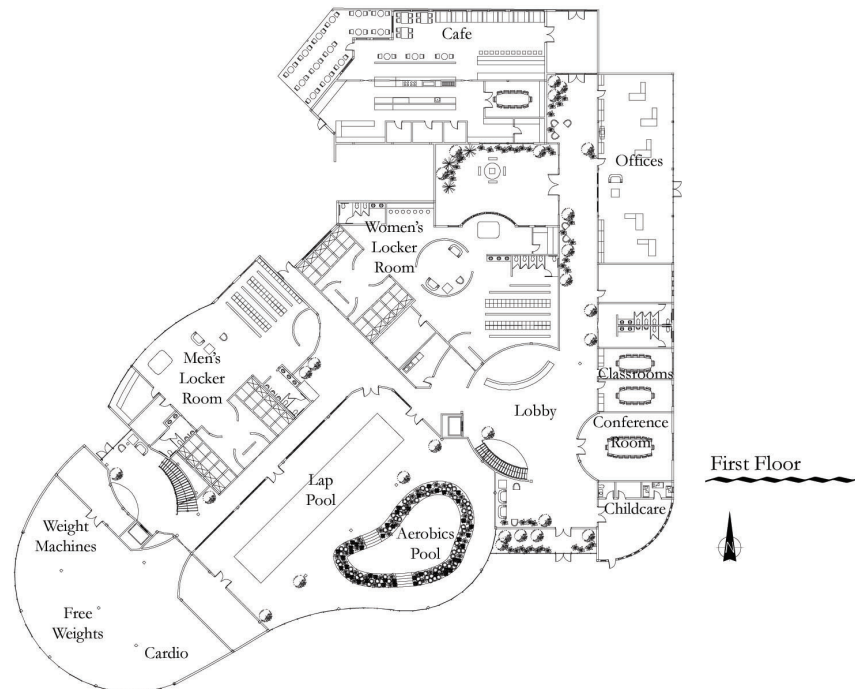 Cafe
Offices
Women's
Locker
Room
Men's
Locker
Room
Classrooms
Lobby
Conference
Room
First Floor
Lap
Pool
Childcare
Aerobics
Pool
Weight
Machines
N
Free
Weights
Cardio